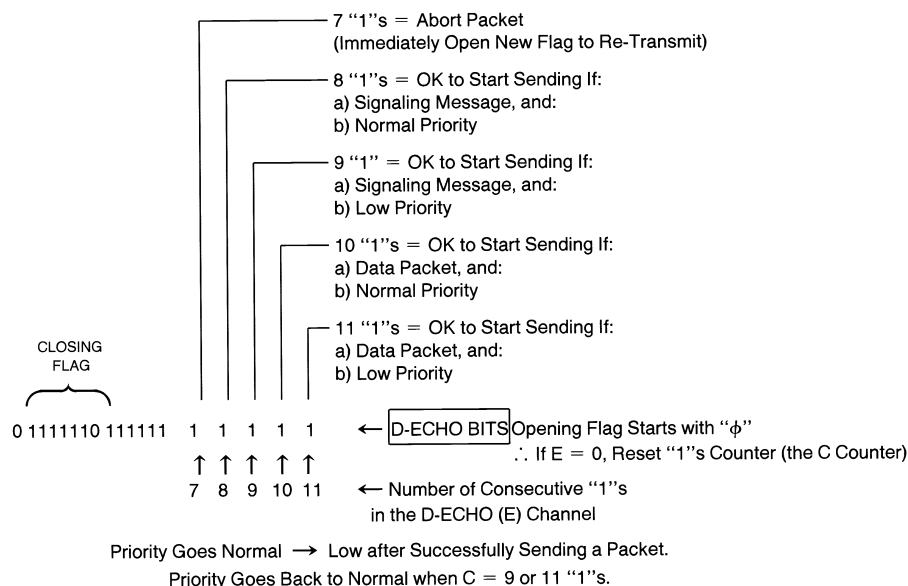 7 “1”s = Abort Packet
(Immediately Open New Flag to Re-Transmit)
8 “1”s = OK to Start Sending If:
a) Signaling Message, and:
b) Normal Priority
9 “1” = OK to Start Sending If:
a) Signaling Message, and:
b) Low Priority
10 “1”s = OK to Start Sending If:
a) Data Packet, and:
b) Normal Priority
11 “1”s = OK to Start Sending If:
a) Data Packet, and:
b) Low Priority
CLOSING
FLAG
0 1111110 111111 1 1 1 1 1 ← D-ECHO BITS Opening Flag Starts with “ϕ”
∴ If E = 0, Reset “1”s Counter (the C Counter)
↑ ↑ ↑ ↑ ↑
7 8 9 10 11 ← Number of Consecutive “1”s
in the D-ECHO (E) Channel
Priority Goes Normal → Low after Successfully Sending a Packet.
Priority Goes Back to Normal when C = 9 or 11 “1”s.